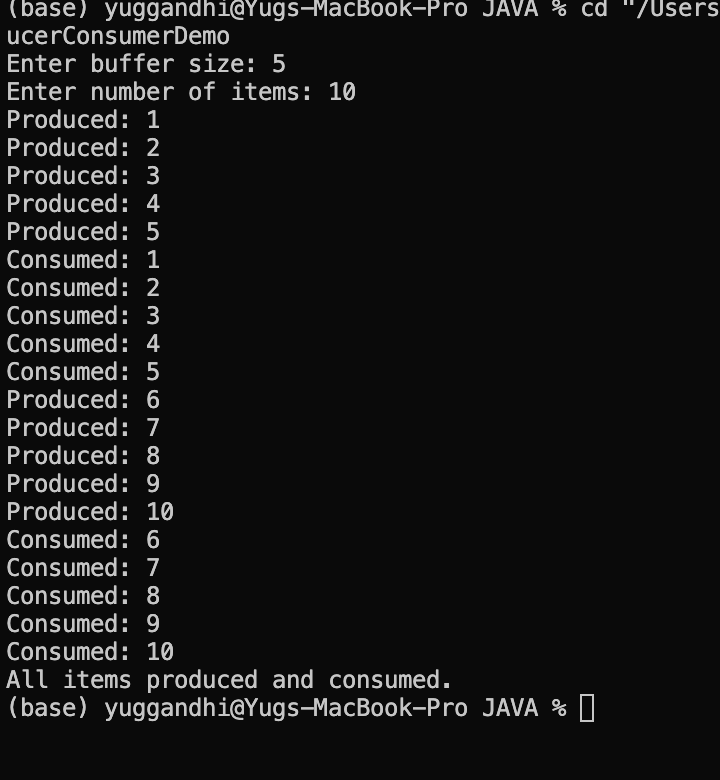 (base) yuggandhi@Yugs-MacBook-Pro JAVA % cd "/Users
ucerConsumerDemo
Enter buffer size: 5
Enter number of items: 10
Produced: 1
Produced: 2
Produced: 3
Produced: 4
Produced: 5
Consumed: 1
Consumed: 2
Consumed: 3
Consumed: 4
Consumed: 5
Produced: 6
Produced: 7
Produced: 8
Produced: 9
Produced: 10
Consumed: 6
Consumed: 7
Consumed: 8
Consumed: 9
Consumed: 10
All items produced and consumed.
(base) yuggandhi@Yugs-MacBook-Pro JAVA %